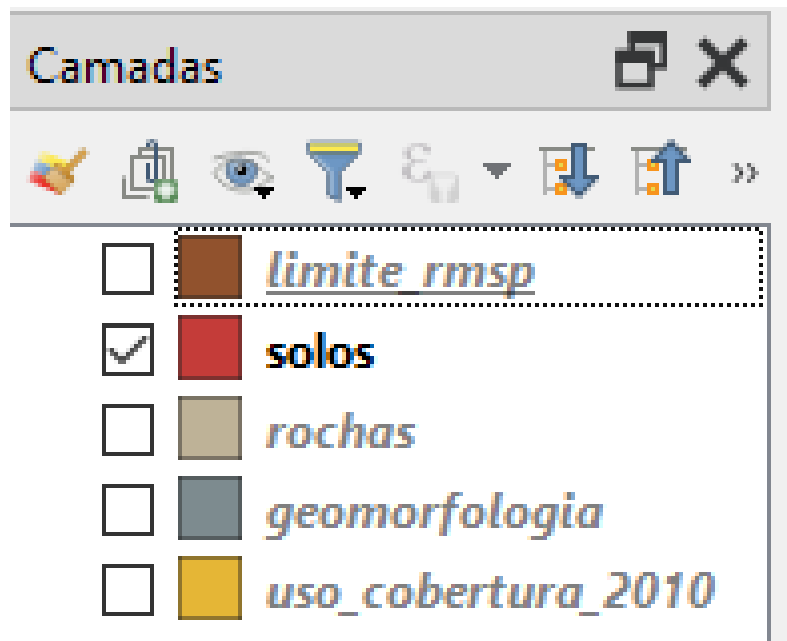 Camadas
limite_rmsp
solos
rochas
geomorfologia
uso_cobertura_2010